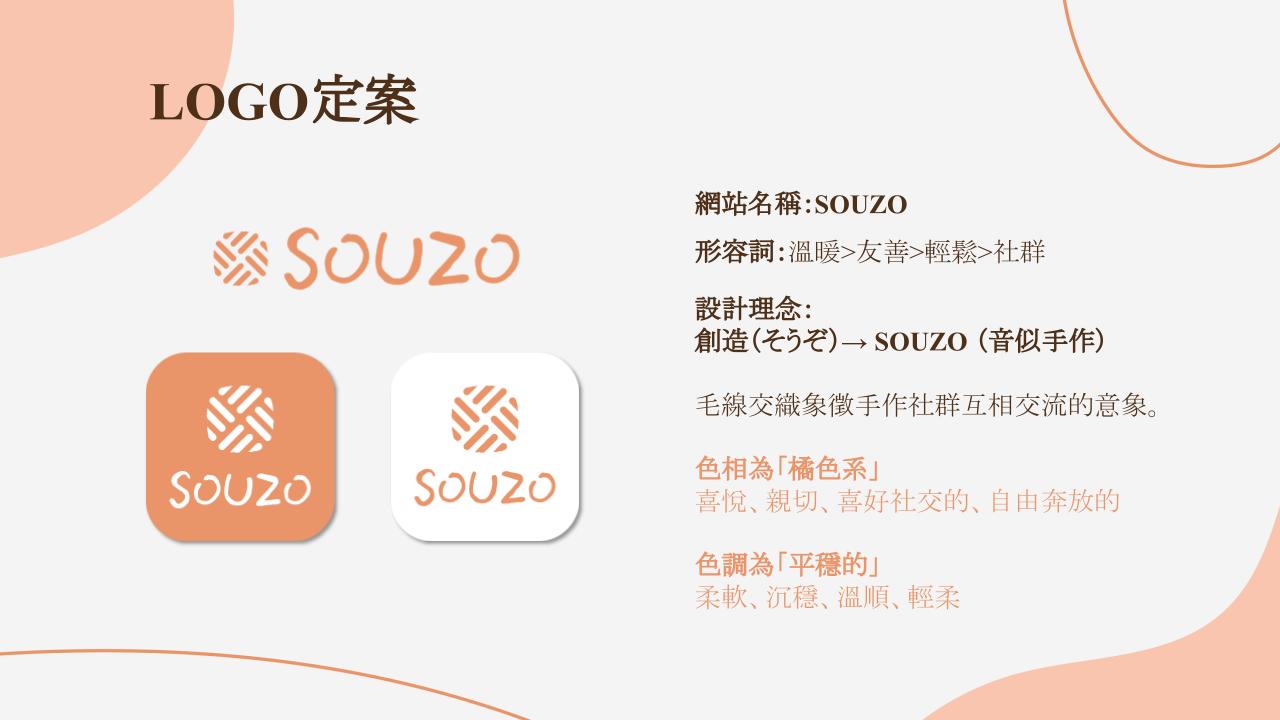 LOGO定案
SOUZO
SOUZO
SOUZO
網站名稱：SOUZO
形容詞：溫暖>友善>輕鬆>社群
設計理念：
創造（そうぞ）→ SOUZO（音似手作）
毛線交織象徵手作社群互相交流的意象。
色相為「橘色系」
喜悅、親切、喜好社交的、自由奔放的
色調為「平穩的」
柔軟、沉穩、溫順、輕柔